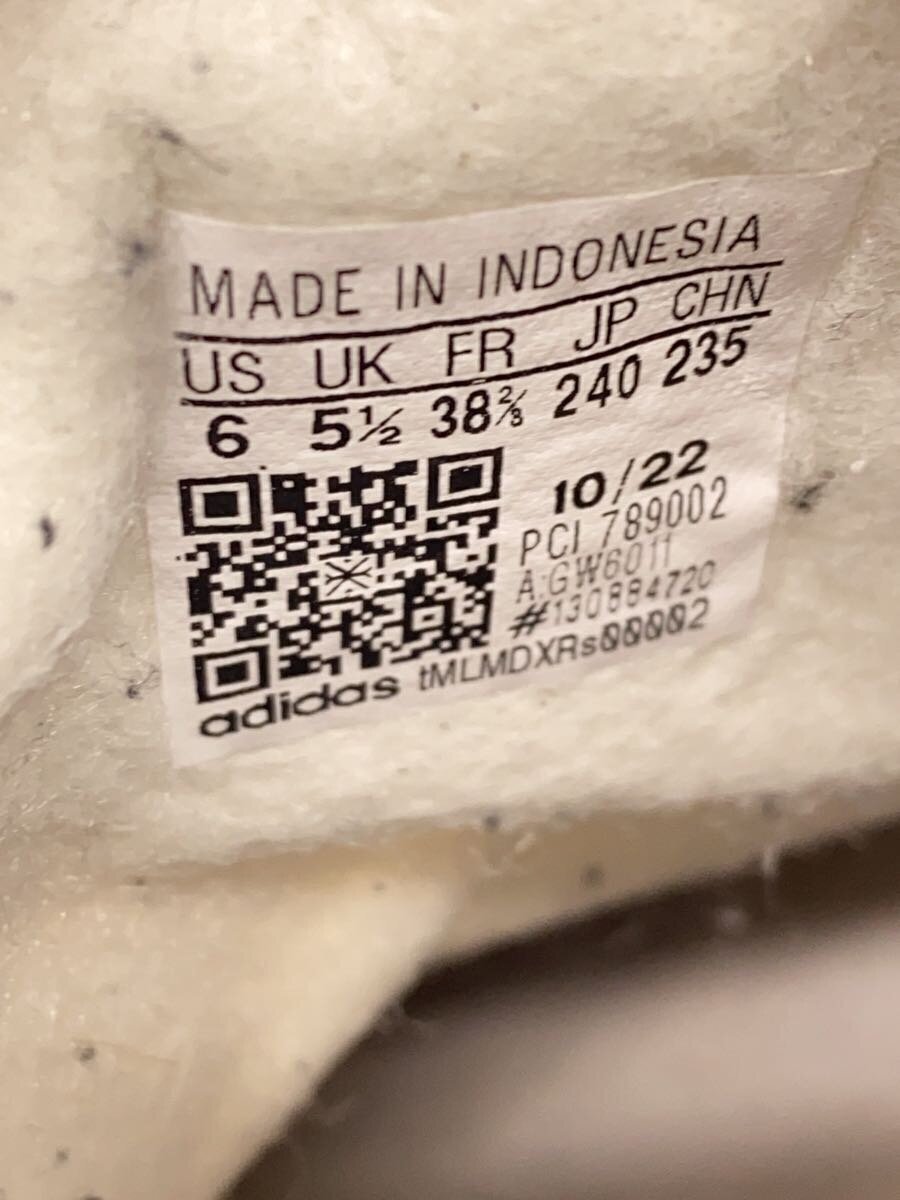 MADE IN INDONESIA
US UK FR JP CHN
6 5½ 38⅔ 240 235
10/22
PCI 789002
A:GW6011
#130884720
adidas tMLMDXRs00002